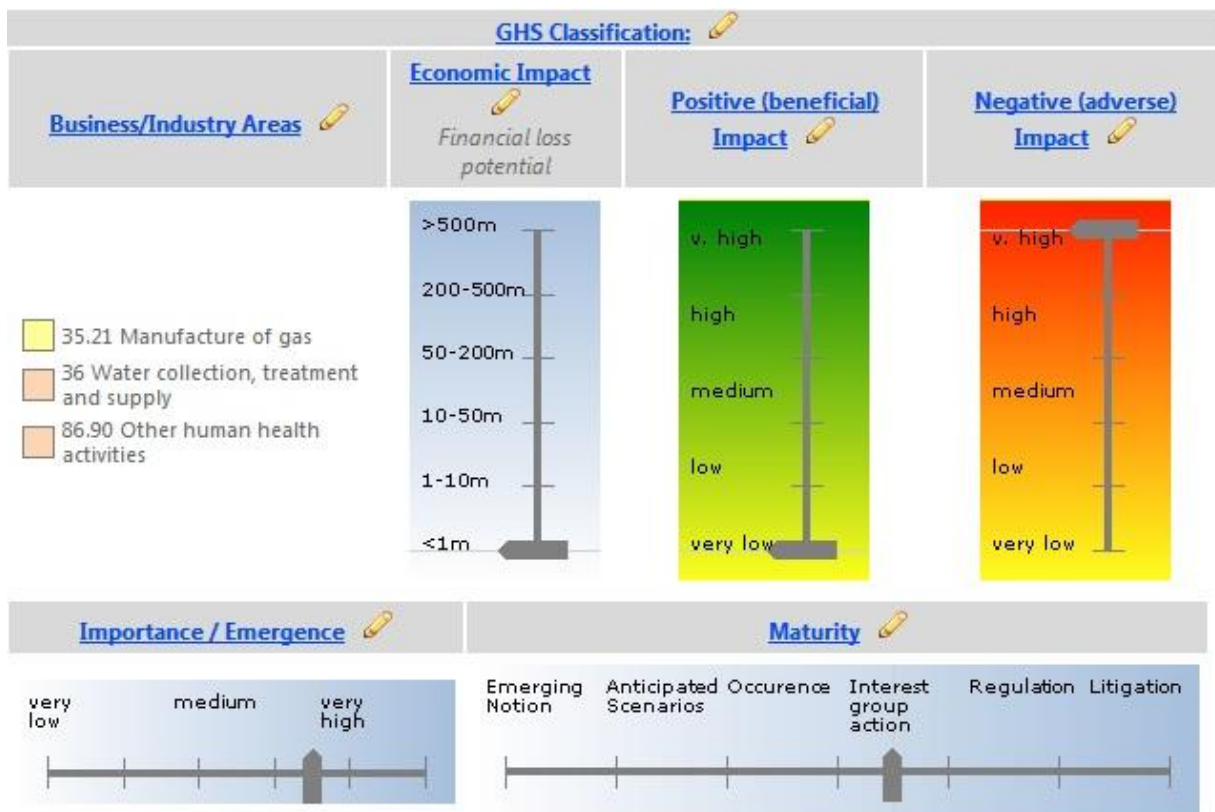 GHS Classification:
Business/Industry Areas
Economic Impact
Financial loss
potential
Positive (beneficial)
Impact
Negative (adverse)
Impact
35.21 Manufacture of gas
36 Water collection, treatment
and supply
86.90 Other human health
activities
>500m
200-500m
50-200m
10-50m
1-10m
<1m
v. high
high
medium
low
very low
v. high
high
medium
low
very low
Importance / Emergence
Maturity
very
low
medium
very
high
Emerging
Notion
Anticipated
Scenarios
Occurence
Interest
group
action
Regulation
Litigation